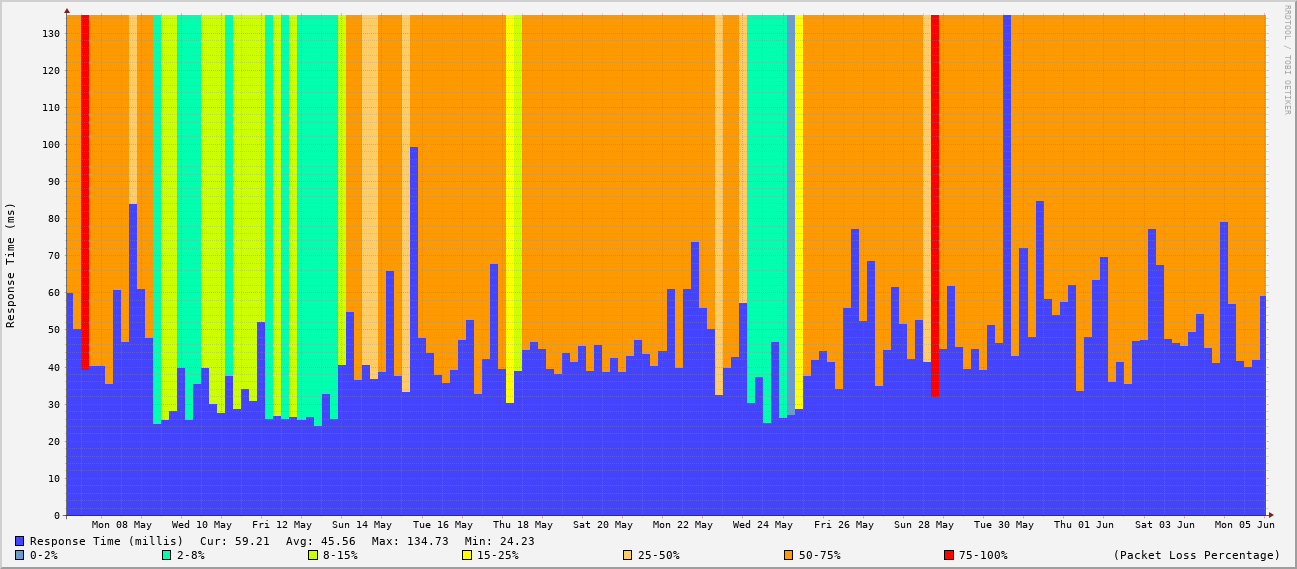 RRDTOOL / TOBI OETIKER
Response Time (ms)
130
120
110
100
90
80
70
60
50
40
30
20
10
0
Mon 08 May Wed 10 May Fri 12 May Sun 14 May Tue 16 May Thu 18 May Sat 20 May Mon 22 May Wed 24 May Fri 26 May Sun 28 May Tue 30 May Thu 01 Jun Sat 03 Jun Mon 05 Jun
Response Time (millis) Cur: 59.21 Avg: 45.56 Max: 134.73 Min: 24.23
0-2% 2-8% 8-15% 15-25% 25-50% 50-75% 75-100% (Packet Loss Percentage)